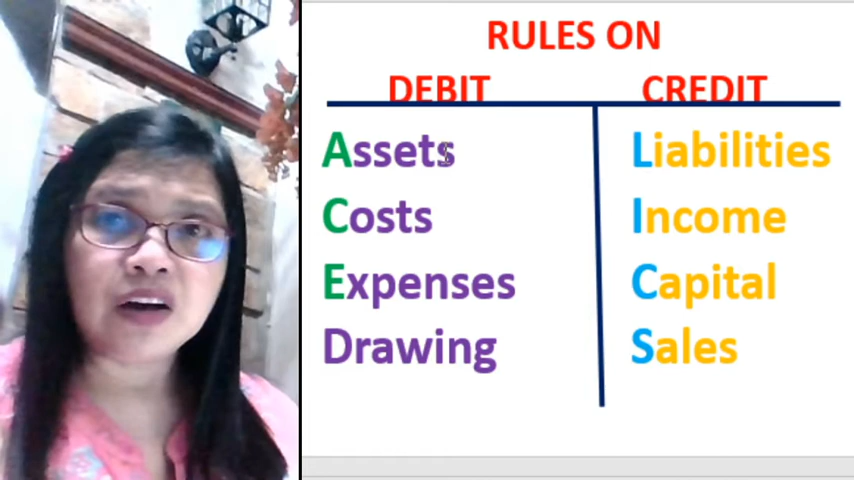 RULES ON
DEBIT CREDIT
Assets Liabilities
Costs Income
Expenses Capital
Drawing Sales